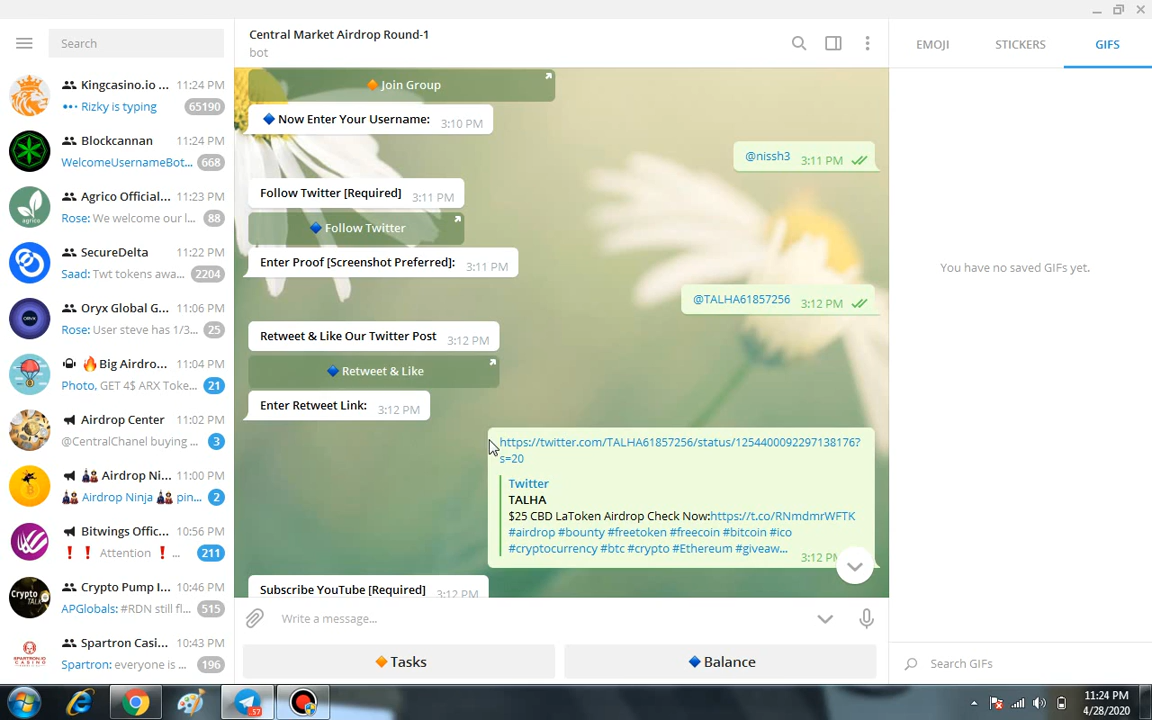 Search
Kingcasino.io ... 11:24 PM
Rizky is typing 65190
Blockcannan 11:24 PM
WelcomeUsernameBot... 668
Agrico Official... 11:23 PM
Rose: We welcome our l... 88
SecureDelta 11:22 PM
Saad: Twt tokens awa... 2204
Oryx Global G... 11:06 PM
Rose: User steve has 1/3... 25
Big Airdro... 11:04 PM
Photo, GET 4$ ARX Toke... 21
Airdrop Center 11:02 PM
@CentralChanel buying ... 3
Airdrop Ni... 11:00 PM
Airdrop Ninja pin... 2
Bitwings Offic... 10:56 PM
Attention ... 211
Crypto Pump I... 10:46 PM
APGlobals: #RDN still fl... 515
Spartron Casi... 10:43 PM
Spartron: everyone is ... 196
Central Market Airdrop Round-1
bot
Join Group
Now Enter Your Username: 3:10 PM
@nissh3 3:11 PM
Follow Twitter [Required] 3:11 PM
Follow Twitter
Enter Proof [Screenshot Preferred]: 3:11 PM
@TALHA61857256 3:12 PM
Retweet & Like Our Twitter Post 3:12 PM
Retweet & Like
Enter Retweet Link: 3:12 PM
https://twitter.com/TALHA61857256/status/1254400092297138176?
s=20
Twitter
TALHA
$25 CBD LaToken Airdrop Check Now:https://t.co/RNmdmrWFTK
#airdrop #bounty #freetoken #freecoin #bitcoin #ico
#cryptocurrency #btc #crypto #Ethereum #giveaw...
3:12 PM
Subscribe YouTube [Required] 3:12 PM
Write a message...
Tasks
Balance
EMOJI STICKERS GIFS
You have no saved GIFs yet.
Search GIFs
57
11:24 PM
4/28/2020